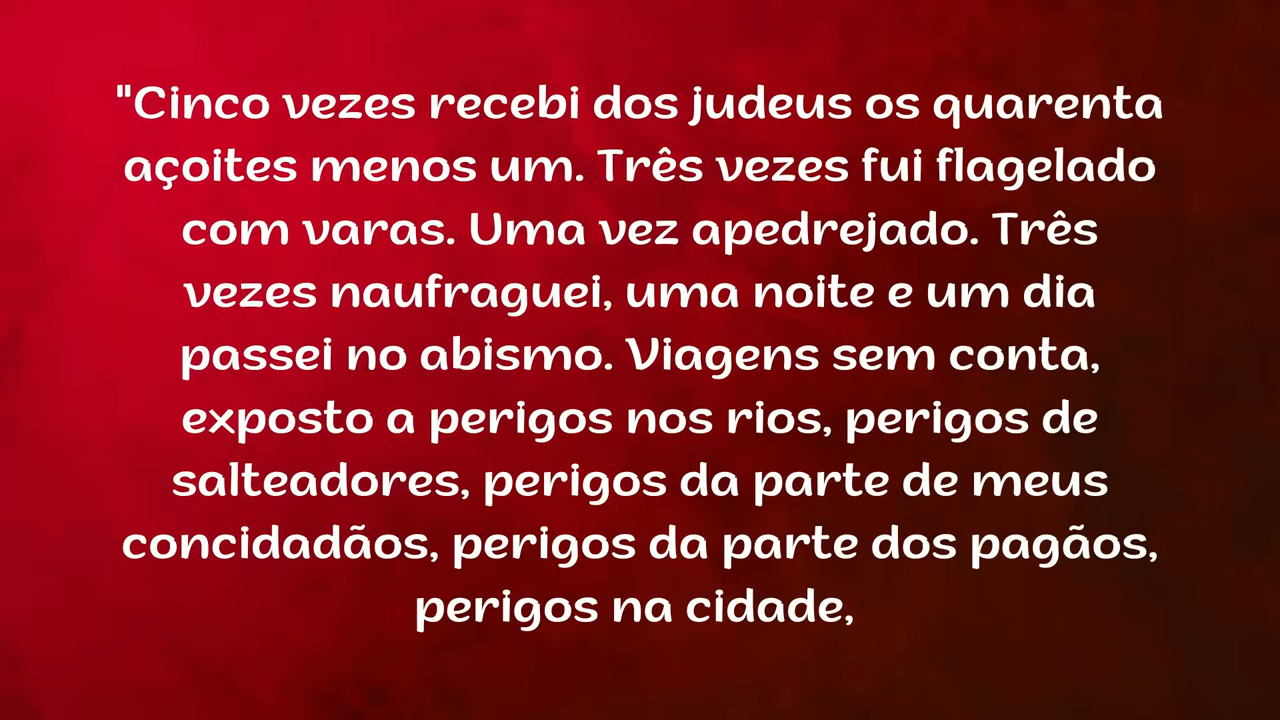 "Cinco vezes recebi dos judeus os quarenta
açoites menos um. Três vezes fui flagelado
com varas. Uma vez apedrejado. Três
vezes naufraguei, uma noite e um dia
passei no abismo. Viagens sem conta,
exposto a perigos nos rios, perigos de
salteadores, perigos da parte de meus
concidadãos, perigos da parte dos pagãos,
perigos na cidade,